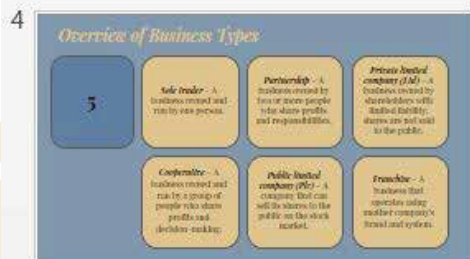 4
Overview of Business Types
Sole trader - A
business owned and
run by one person.
Partnership - A
business owned by
two or more people
who share profits
and responsibilities.
Private limited
company (Ltd) - A
business owned by
shareholders with
limited liability;
shares are not sold
to the public.
Cooperative - A
business owned and
run by a group of
people who share
profits and
decision-making.
Public limited
company (Plc) - A
company that can
sell its shares to the
public on the stock
market.
Franchise - A
business that
operates using
another company's
brand and system.